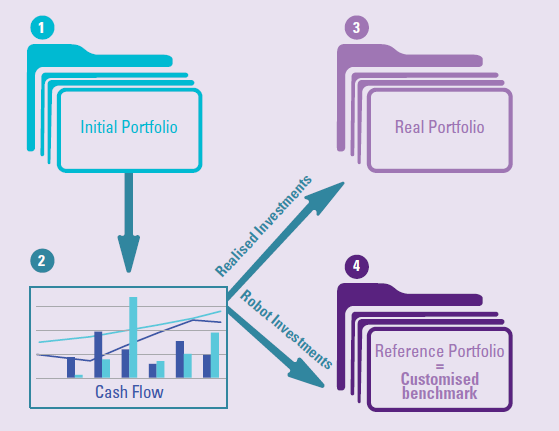 1
Initial Portfolio
2
Cash Flow
Realised Investments
Robot Investments
3
Real Portfolio
4
Reference Portfolio
=
Customised
benchmark